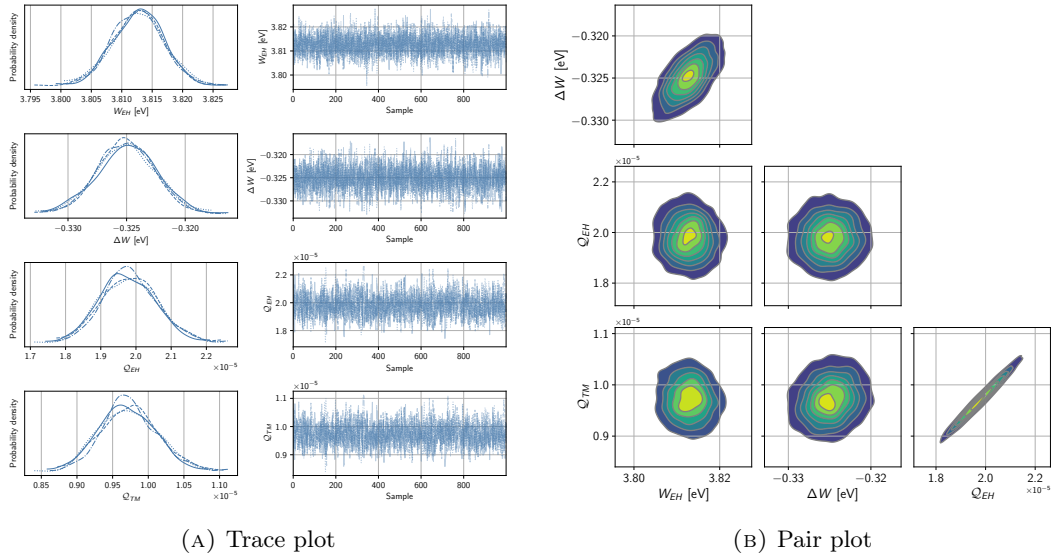 Probability density
3.795 3.800 3.805 3.810 3.815 3.820 3.825
W_EH [eV]
W_EH [eV]
3.82
3.81
3.80
0 200 400 600 800
Sample
Probability density
−0.330 −0.325 −0.320
ΔW [eV]
ΔW [eV]
−0.320
−0.325
−0.330
0 200 400 600 800
Sample
Probability density
1.7 1.8 1.9 2.0 2.1 2.2
Q_EH
×10⁻⁵
×10⁻⁵
Q_EH
2.2
2.0
1.8
0 200 400 600 800
Sample
Probability density
0.85 0.90 0.95 1.00 1.05 1.10
Q_TM
×10⁻⁵
×10⁻⁵
Q_TM
1.1
1.0
0.9
0 200 400 600 800
Sample
(A) Trace plot
ΔW [eV]
−0.320
−0.325
−0.330
×10⁻⁵
Q_EH
2.2
2.0
1.8
×10⁻⁵
Q_TM
1.1
1.0
0.9
3.80 3.82
W_EH [eV]
−0.33 −0.32
ΔW [eV]
1.8 2.0 2.2
Q_EH
×10⁻⁵
(B) Pair plot